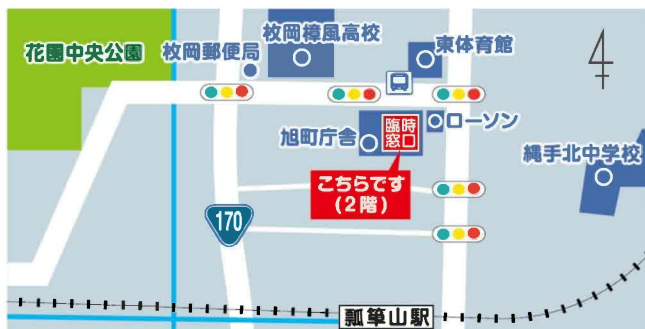 枚岡樟風高校
花園中央公園
枚岡郵便局
東体育館
ローソン
臨時
窓口
旭町庁舎
縄手北中学校
こちらです
(2階)
170
瓢箪山駅